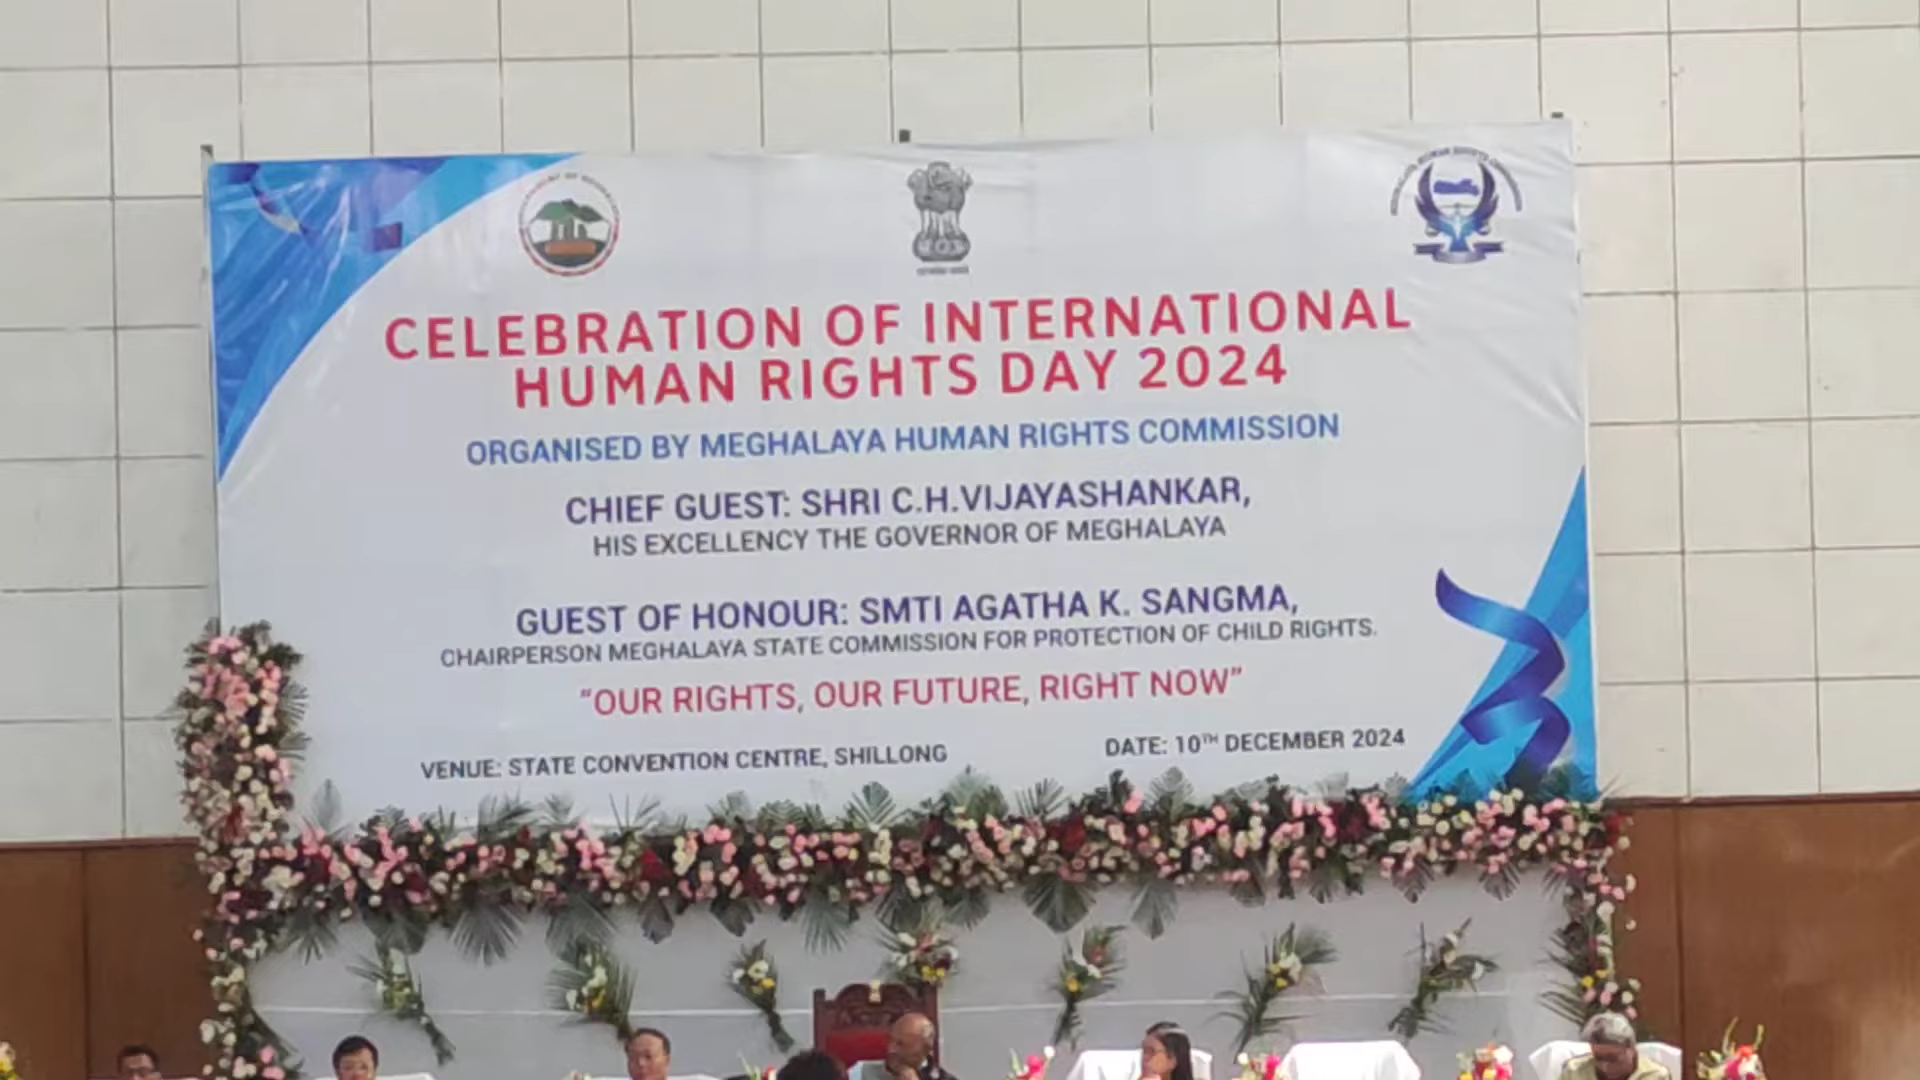 CELEBRATION OF INTERNATIONAL
HUMAN RIGHTS DAY 2024
ORGANISED BY MEGHALAYA HUMAN RIGHTS COMMISSION
CHIEF GUEST: SHRI C.H.VIJAYASHANKAR,
HIS EXCELLENCY THE GOVERNOR OF MEGHALAYA
GUEST OF HONOUR: SMTI AGATHA K. SANGMA,
CHAIRPERSON MEGHALAYA STATE COMMISSION FOR PROTECTION OF CHILD RIGHTS.
"OUR RIGHTS, OUR FUTURE, RIGHT NOW"
VENUE: STATE CONVENTION CENTRE, SHILLONG
DATE: 10TH DECEMBER 2024